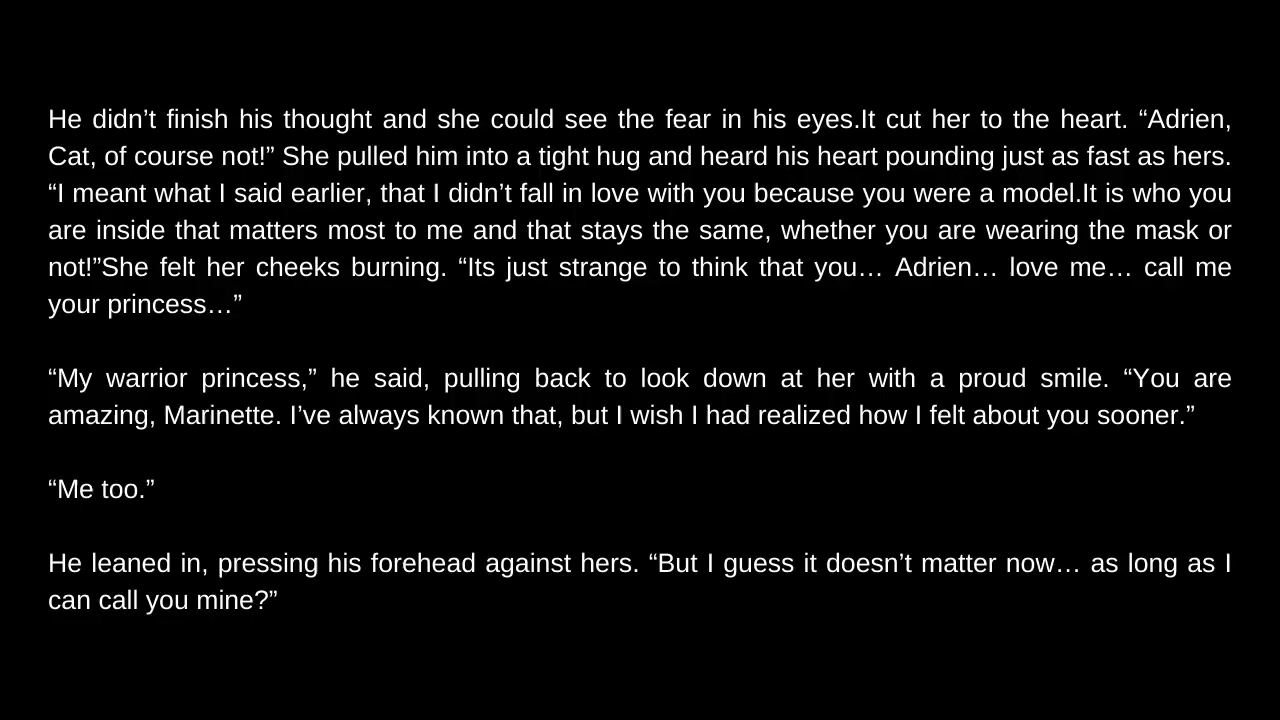 He didn’t finish his thought and she could see the fear in his eyes.It cut her to the heart. “Adrien,
Cat, of course not!” She pulled him into a tight hug and heard his heart pounding just as fast as hers.
“I meant what I said earlier, that I didn’t fall in love with you because you were a model.It is who you
are inside that matters most to me and that stays the same, whether you are wearing the mask or
not!”She felt her cheeks burning. “Its just strange to think that you… Adrien… love me… call me
your princess…”
“My warrior princess,” he said, pulling back to look down at her with a proud smile. “You are
amazing, Marinette. I’ve always known that, but I wish I had realized how I felt about you sooner.”
“Me too.”
He leaned in, pressing his forehead against hers. “But I guess it doesn’t matter now… as long as I
can call you mine?”